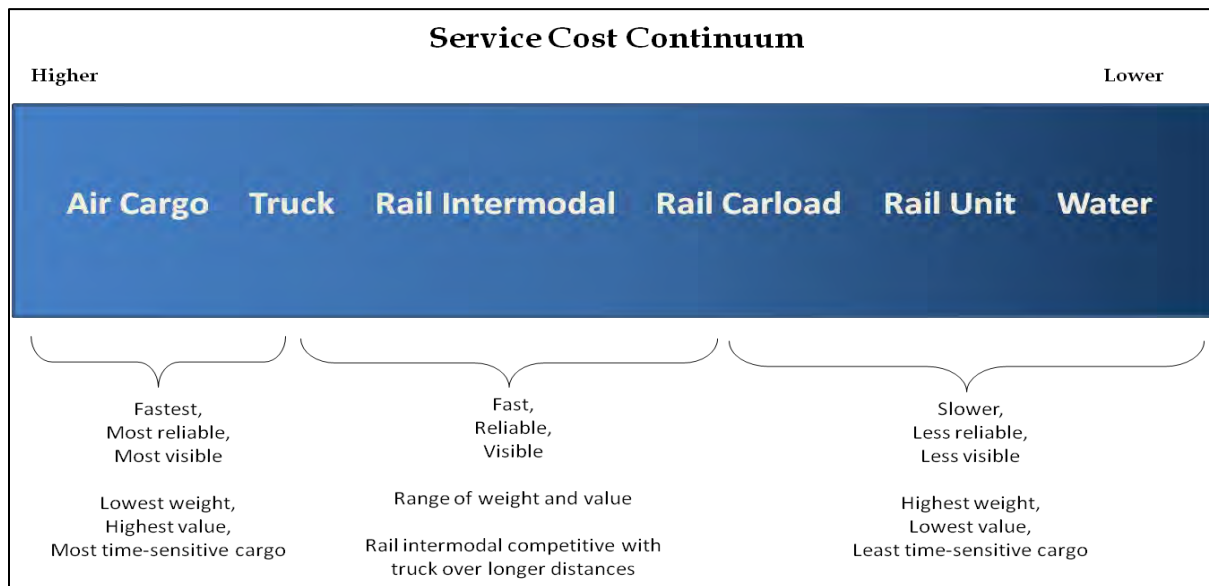 Service Cost Continuum
Higher
Lower
Air Cargo Truck Rail Intermodal Rail Carload Rail Unit Water
Fastest,
Most reliable,
Most visible
Lowest weight,
Highest value,
Most time-sensitive cargo
Fast,
Reliable,
Visible
Range of weight and value
Rail intermodal competitive with
truck over longer distances
Slower,
Less reliable,
Less visible
Highest weight,
Lowest value,
Least time-sensitive cargo